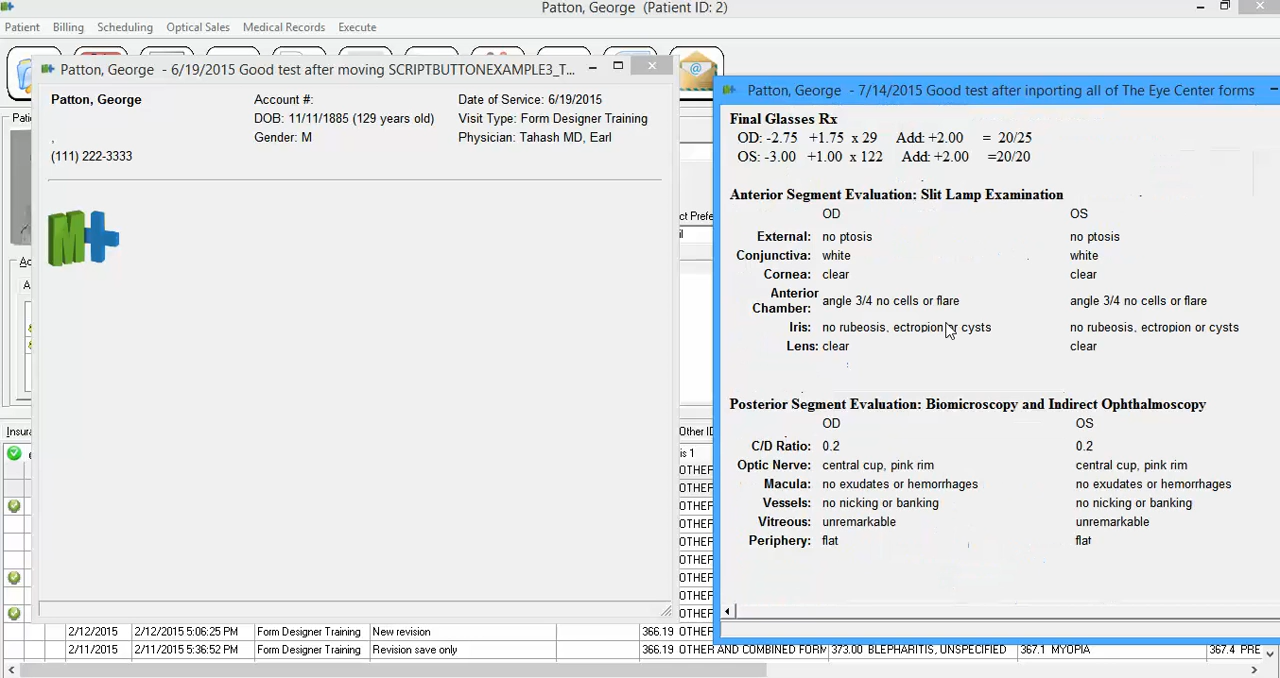 Patton, George (Patient ID: 2)
Patient Billing Scheduling Optical Sales Medical Records Execute
Patton, George - 6/19/2015 Good test after moving SCRIPTBUTTONEXAMPLE3_T...
Patton, George
Account #:
Date of Service: 6/19/2015
DOB: 11/11/1885 (129 years old)
Visit Type: Form Designer Training
,
Gender: M
Physician: Tahash MD, Earl
(111) 222-3333
M+
Patton, George - 7/14/2015 Good test after inporting all of The Eye Center forms
Final Glasses Rx
OD: -2.75 +1.75 x 29 Add: +2.00 = 20/25
OS: -3.00 +1.00 x 122 Add: +2.00 =20/20
Anterior Segment Evaluation: Slit Lamp Examination
OD OS
External: no ptosis no ptosis
Conjunctiva: white white
Cornea: clear clear
Anterior
Chamber: angle 3/4 no cells or flare angle 3/4 no cells or flare
Iris: no rubeosis, ectropion or cysts no rubeosis, ectropion or cysts
Lens: clear clear
Posterior Segment Evaluation: Biomicroscopy and Indirect Ophthalmoscopy
OD OS
C/D Ratio: 0.2 0.2
Optic Nerve: central cup, pink rim central cup, pink rim
Macula: no exudates or hemorrhages no exudates or hemorrhages
Vessels: no nicking or banking no nicking or banking
Vitreous: unremarkable unremarkable
Periphery: flat flat
Insura
Other ID
is 1
OTHEF
OTHEF
OTHEF
OTHEF
OTHEF
OTHEF
OTHEF
OTHEF
2/12/2015 2/12/2015 5:06:25 PM Form Designer Training New revision 366.19 OTHEF
2/11/2015 2/11/2015 5:36:52 PM Form Designer Training Revision save only 366.19 OTHER AND COMBINED FORM 373.00 BLEPHARITIS, UNSPECIFIED 367.1 MYOPIA 367.4 PRE